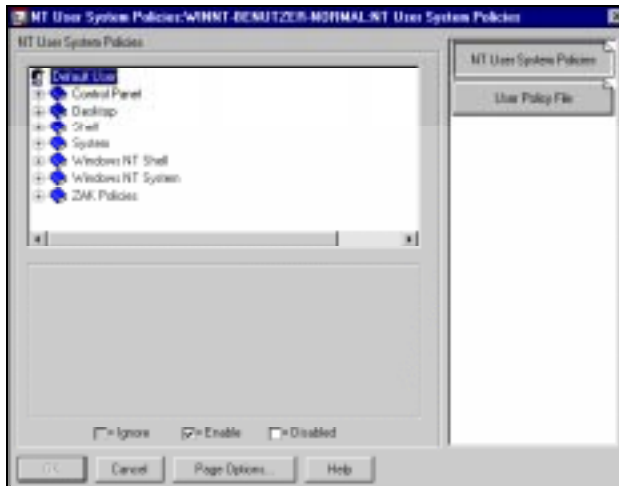 NT User System Policies:WINNT-BENUTZER-NORMAL:NT User System Policies
NT User System Policies
Default User
Control Panel
Desktop
Shell
System
Windows NT Shell
Windows NT System
ZAK Policies
= Ignore
= Enable
= Disabled
OK
Cancel
Page Options...
Help
NT User System Policies
User Policy File